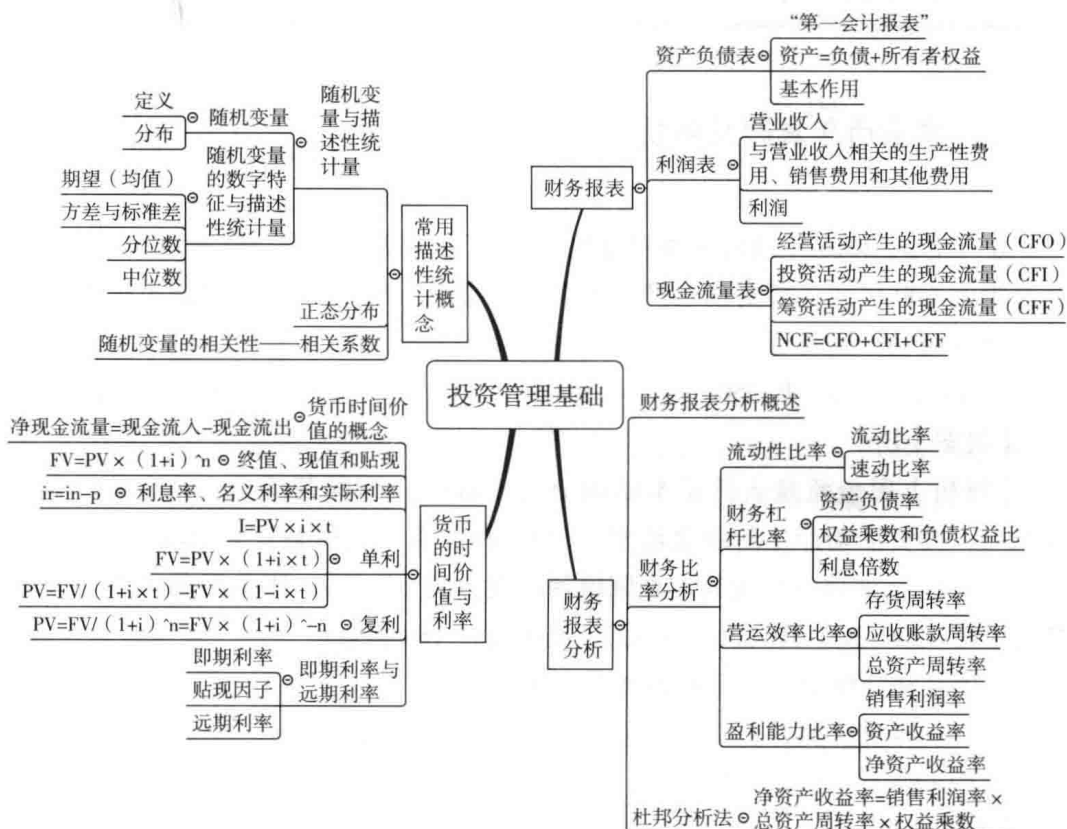 投资管理基础
财务报表
资产负债表
“第一会计报表”
资产=负债+所有者权益
基本作用
利润表
营业收入
与营业收入相关的生产性费
用、销售费用和其他费用
利润
现金流量表
经营活动产生的现金流量（CFO）
投资活动产生的现金流量（CFI）
筹资活动产生的现金流量（CFF）
NCF=CFO+CFI+CFF
财务
报表
分析
财务报表分析概述
财务比
率分析
流动性比率
流动比率
速动比率
财务杠
杆比率
资产负债率
权益乘数和负债权益比
利息倍数
营运效率比率
存货周转率
应收账款周转率
总资产周转率
盈利能力比率
销售利润率
资产收益率
净资产收益率
杜邦分析法
净资产收益率=销售利润率×
总资产周转率×权益乘数
常用
描述
性统
计概
念
随机变
量与描
述性统
计量
随机变量
定义
分布
随机变量
的数字特
征与描述
性统计量
期望（均值）
方差与标准差
分位数
中位数
正态分布
随机变量的相关性——相关系数
货币
的时
间价
值与
利率
货币时间价
值的概念
净现金流量=现金流入-现金流出
终值、现值和贴现
FV=PV×（1+i）^n
利息率、名义利率和实际利率
ir=in-p
单利
I=PV×i×t
FV=PV×（1+i×t）
PV=FV/（1+i×t）-FV×（1-i×t）
复利
PV=FV/（1+i）^n=FV×（1+i）^-n
即期利率与
远期利率
即期利率
贴现因子
远期利率